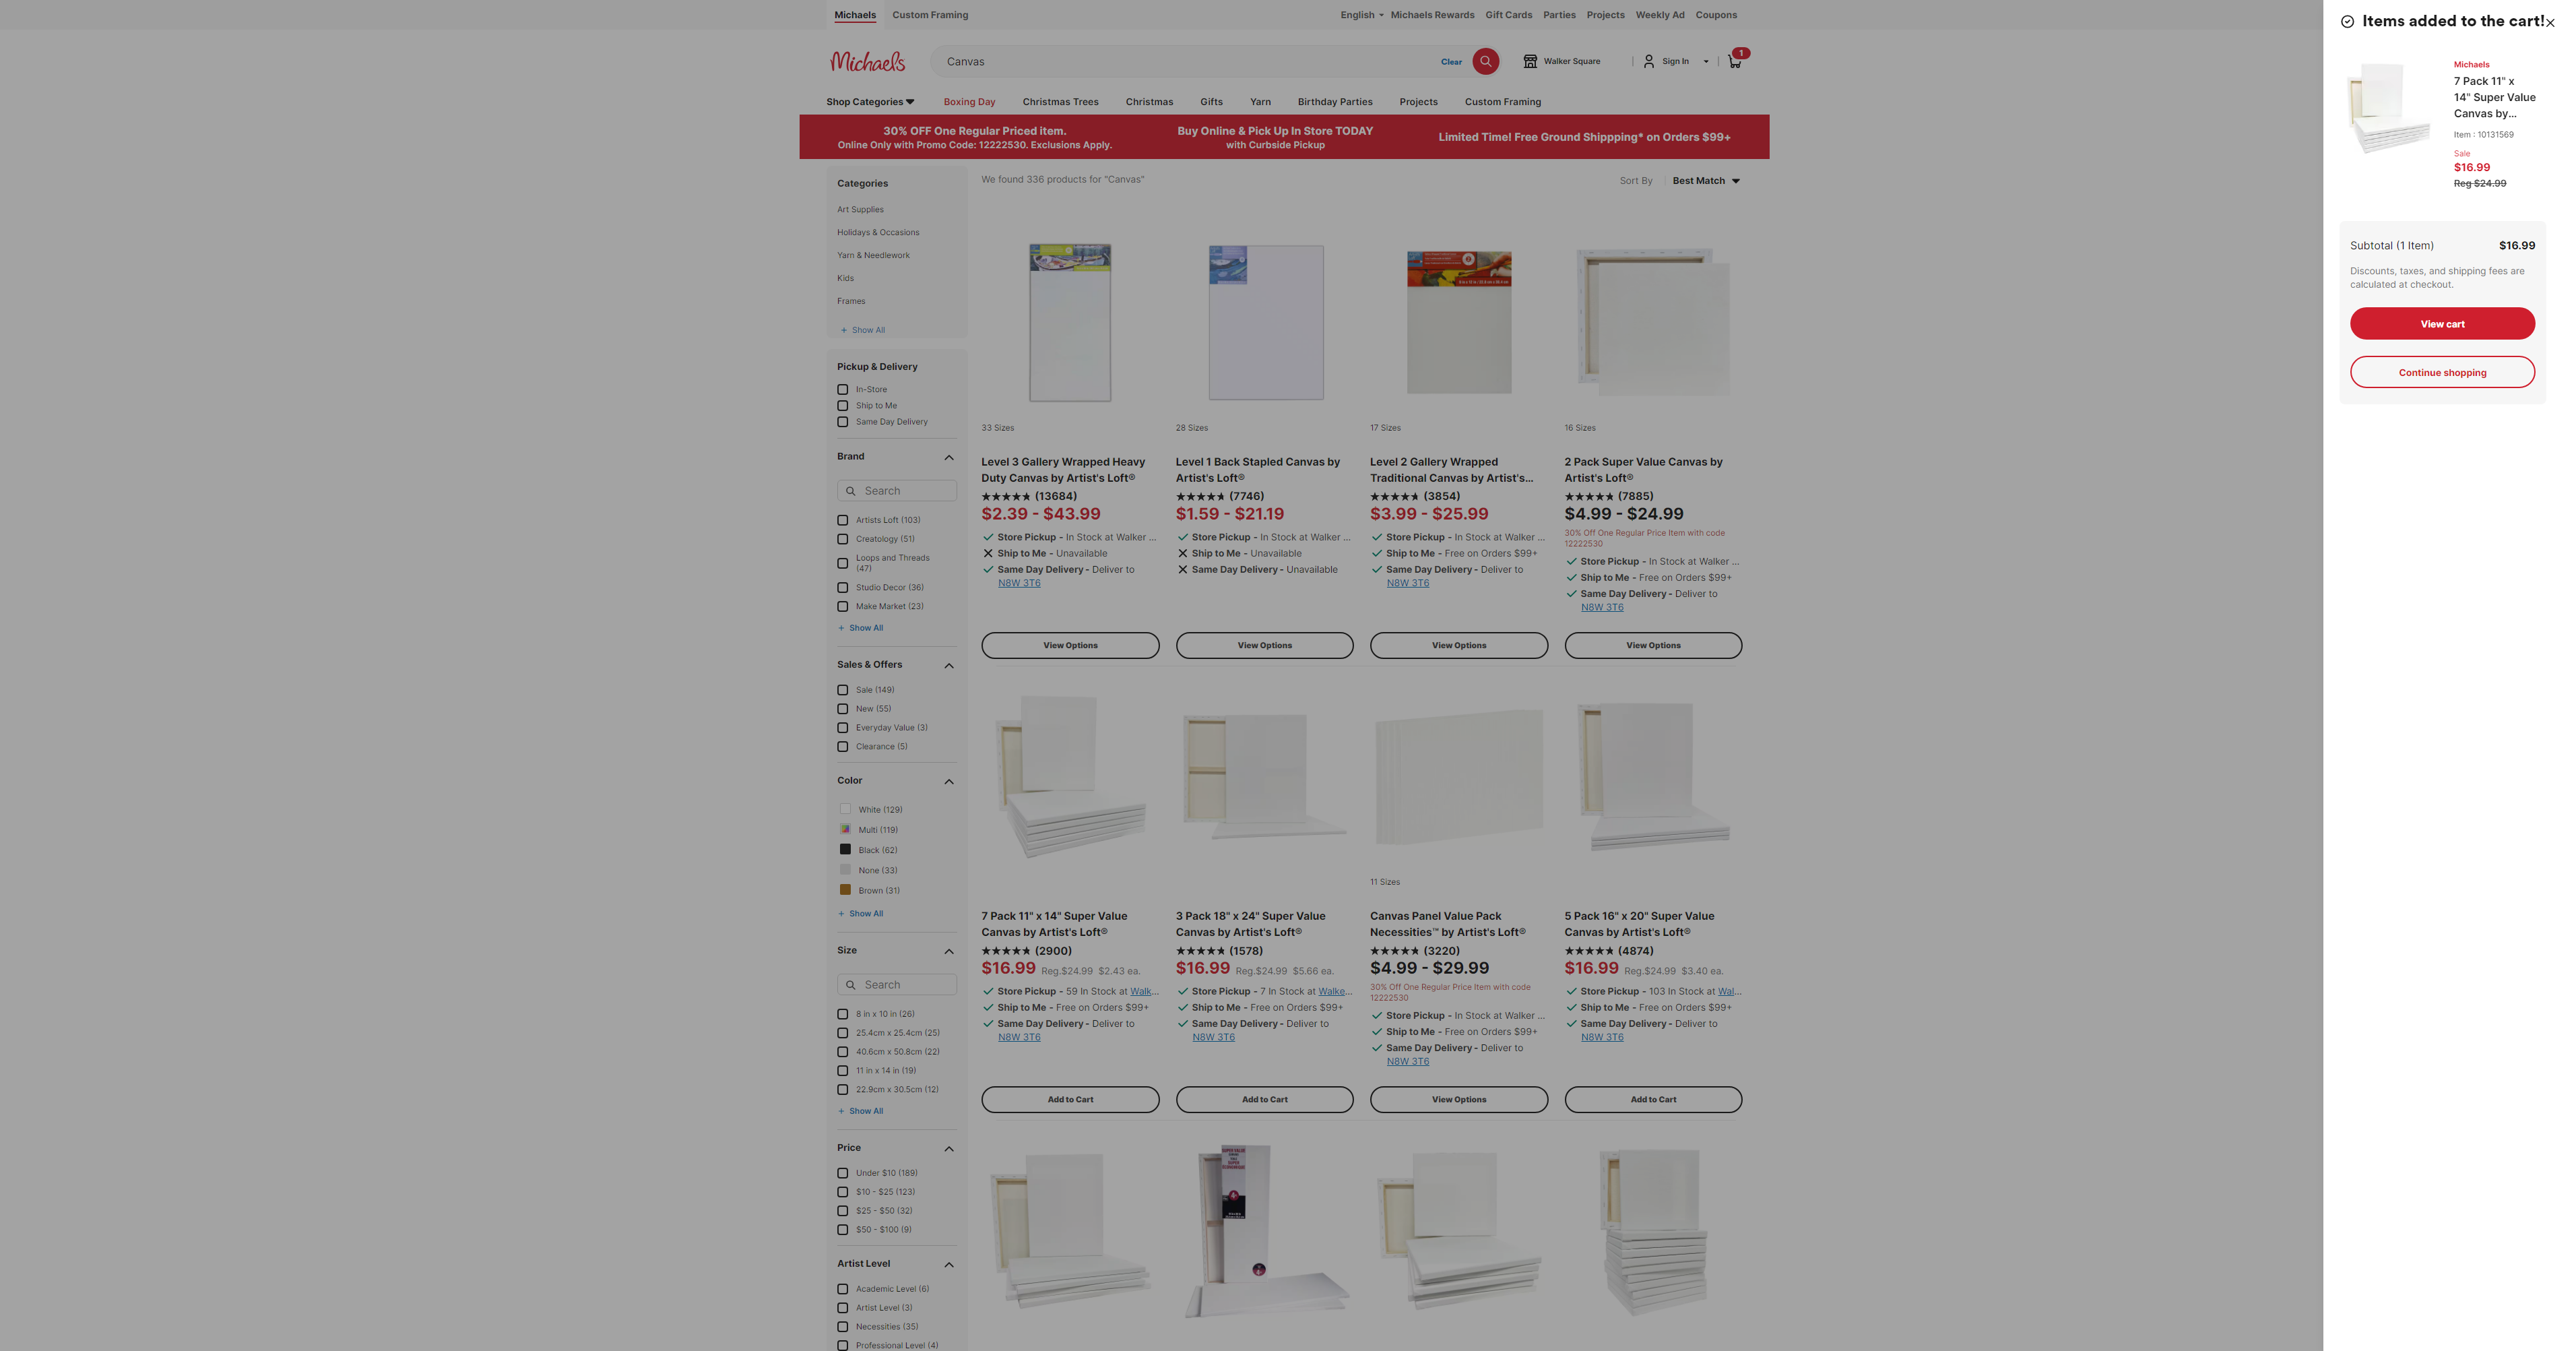 Michaels
Custom Framing
English
Michaels Rewards
Gift Cards
Parties
Projects
Weekly Ad
Coupons
Michaels
Canvas
Clear
Walker Square
Sign In
1
Shop Categories
Boxing Day
Christmas Trees
Christmas
Gifts
Yarn
Birthday Parties
Projects
Custom Framing
30% OFF One Regular Priced item.
Online Only with Promo Code: 12222530. Exclusions Apply.
Buy Online & Pick Up In Store TODAY
with Curbside Pickup
Limited Time! Free Ground Shippping* on Orders $99+
Categories
Art Supplies
Holidays & Occasions
Yarn & Needlework
Kids
Frames
+ Show All
Pickup & Delivery
In-Store
Ship to Me
Same Day Delivery
Brand
Search
Artists Loft (103)
Creatology (51)
Loops and Threads
(47)
Studio Decor (36)
Make Market (23)
+ Show All
Sales & Offers
Sale (149)
New (55)
Everyday Value (3)
Clearance (5)
Color
White (129)
Multi (119)
Black (62)
None (33)
Brown (31)
+ Show All
Size
Search
8 in x 10 in (26)
25.4cm x 25.4cm (25)
40.6cm x 50.8cm (22)
11 in x 14 in (19)
22.9cm x 30.5cm (12)
+ Show All
Price
Under $10 (189)
$10 - $25 (123)
$25 - $50 (32)
$50 - $100 (9)
Artist Level
Academic Level (6)
Artist Level (3)
Necessities (35)
Professional Level (4)
We found 336 products for "Canvas"
Sort By
Best Match
33 Sizes
Level 3 Gallery Wrapped Heavy
Duty Canvas by Artist's Loft®
(13684)
$2.39 - $43.99
Store Pickup - In Stock at Walker ...
Ship to Me - Unavailable
Same Day Delivery - Deliver to
N8W 3T6
View Options
28 Sizes
Level 1 Back Stapled Canvas by
Artist's Loft®
(7746)
$1.59 - $21.19
Store Pickup - In Stock at Walker ...
Ship to Me - Unavailable
Same Day Delivery - Unavailable
View Options
17 Sizes
Level 2 Gallery Wrapped
Traditional Canvas by Artist's...
(3854)
$3.99 - $25.99
Store Pickup - In Stock at Walker ...
Ship to Me - Free on Orders $99+
Same Day Delivery - Deliver to
N8W 3T6
View Options
16 Sizes
2 Pack Super Value Canvas by
Artist's Loft®
(7885)
$4.99 - $24.99
30% Off One Regular Price Item with code
12222530
Store Pickup - In Stock at Walker ...
Ship to Me - Free on Orders $99+
Same Day Delivery - Deliver to
N8W 3T6
View Options
7 Pack 11" x 14" Super Value
Canvas by Artist's Loft®
(2900)
$16.99 Reg.$24.99 $2.43 ea.
Store Pickup - 59 In Stock at Walk...
Ship to Me - Free on Orders $99+
Same Day Delivery - Deliver to
N8W 3T6
Add to Cart
3 Pack 18" x 24" Super Value
Canvas by Artist's Loft®
(1578)
$16.99 Reg.$24.99 $5.66 ea.
Store Pickup - 7 In Stock at Walke...
Ship to Me - Free on Orders $99+
Same Day Delivery - Deliver to
N8W 3T6
Add to Cart
11 Sizes
Canvas Panel Value Pack
Necessities™ by Artist's Loft®
(3220)
$4.99 - $29.99
30% Off One Regular Price Item with code
12222530
Store Pickup - In Stock at Walker ...
Ship to Me - Free on Orders $99+
Same Day Delivery - Deliver to
N8W 3T6
View Options
5 Pack 16" x 20" Super Value
Canvas by Artist's Loft®
(4874)
$16.99 Reg.$24.99 $3.40 ea.
Store Pickup - 103 In Stock at Wal...
Ship to Me - Free on Orders $99+
Same Day Delivery - Deliver to
N8W 3T6
Add to Cart
Items added to the cart!
Michaels
7 Pack 11" x
14" Super Value
Canvas by...
Item : 10131569
Sale
$16.99
Reg $24.99
Subtotal (1 Item) $16.99
Discounts, taxes, and shipping fees are
calculated at checkout.
View cart
Continue shopping